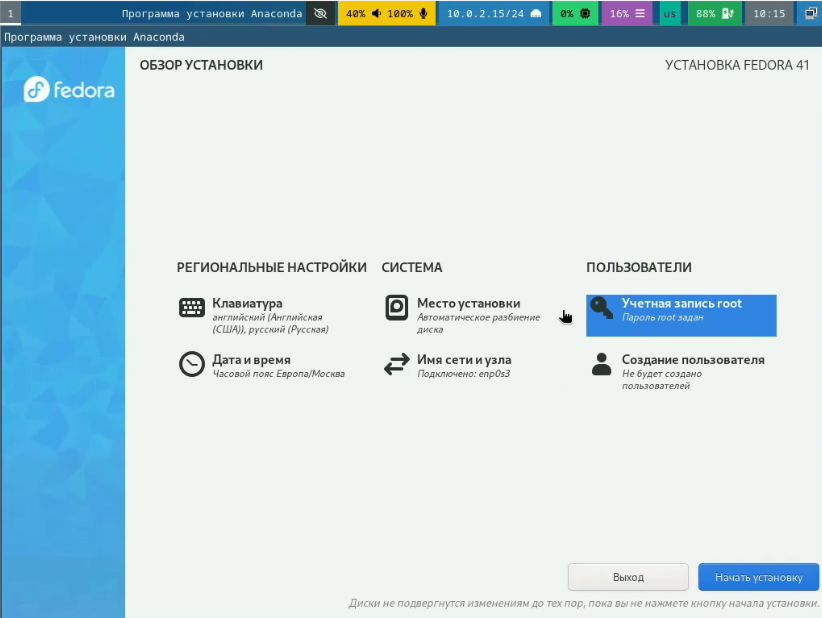 1 Программа установки Anaconda 40% 100% 10.0.2.15/24 0% 16% us 88% 10:15
Программа установки Anaconda
fedora
ОБЗОР УСТАНОВКИ
УСТАНОВКА FEDORA 41
РЕГИОНАЛЬНЫЕ НАСТРОЙКИ
Клавиатура
английский (Английская
(США)), русский (Русская)
Дата и время
Часовой пояс Европа/Москва
СИСТЕМА
Место установки
Автоматическое разбиение
диска
Имя сети и узла
Подключено: enp0s3
ПОЛЬЗОВАТЕЛИ
Учетная запись root
Пароль root задан
Создание пользователя
Не будет создано
пользователей
Выход
Начать установку
Диски не подвергнутся изменениям до тех пор, пока вы не нажмете кнопку начала установки.